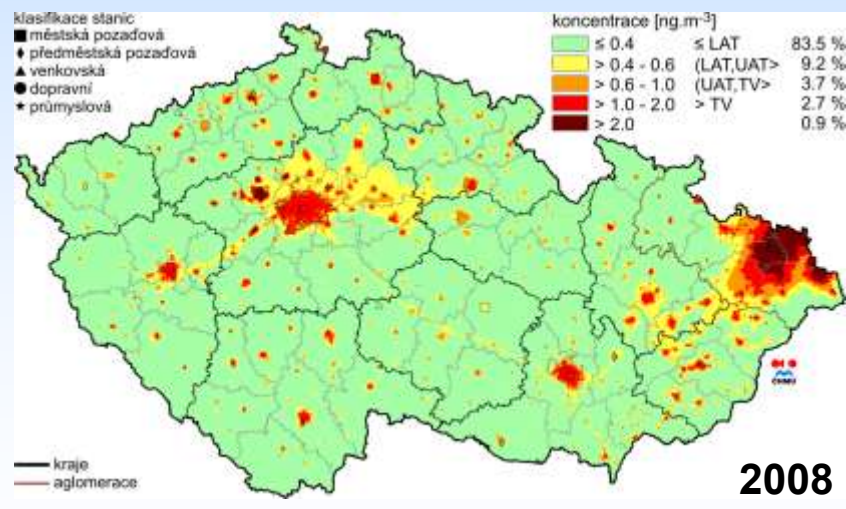 klasifikace stanic
městská pozaďová
předměstská pozaďová
venkovská
dopravní
průmyslová
koncentrace [ng.m-3]
≤ 0.4 ≤ LAT 83.5 %
> 0.4 - 0.6 (LAT,UAT> 9.2 %
> 0.6 - 1.0 (UAT,TV> 3.7 %
> 1.0 - 2.0 > TV 2.7 %
> 2.0 0.9 %
ČHMÚ
kraje
aglomerace
2008